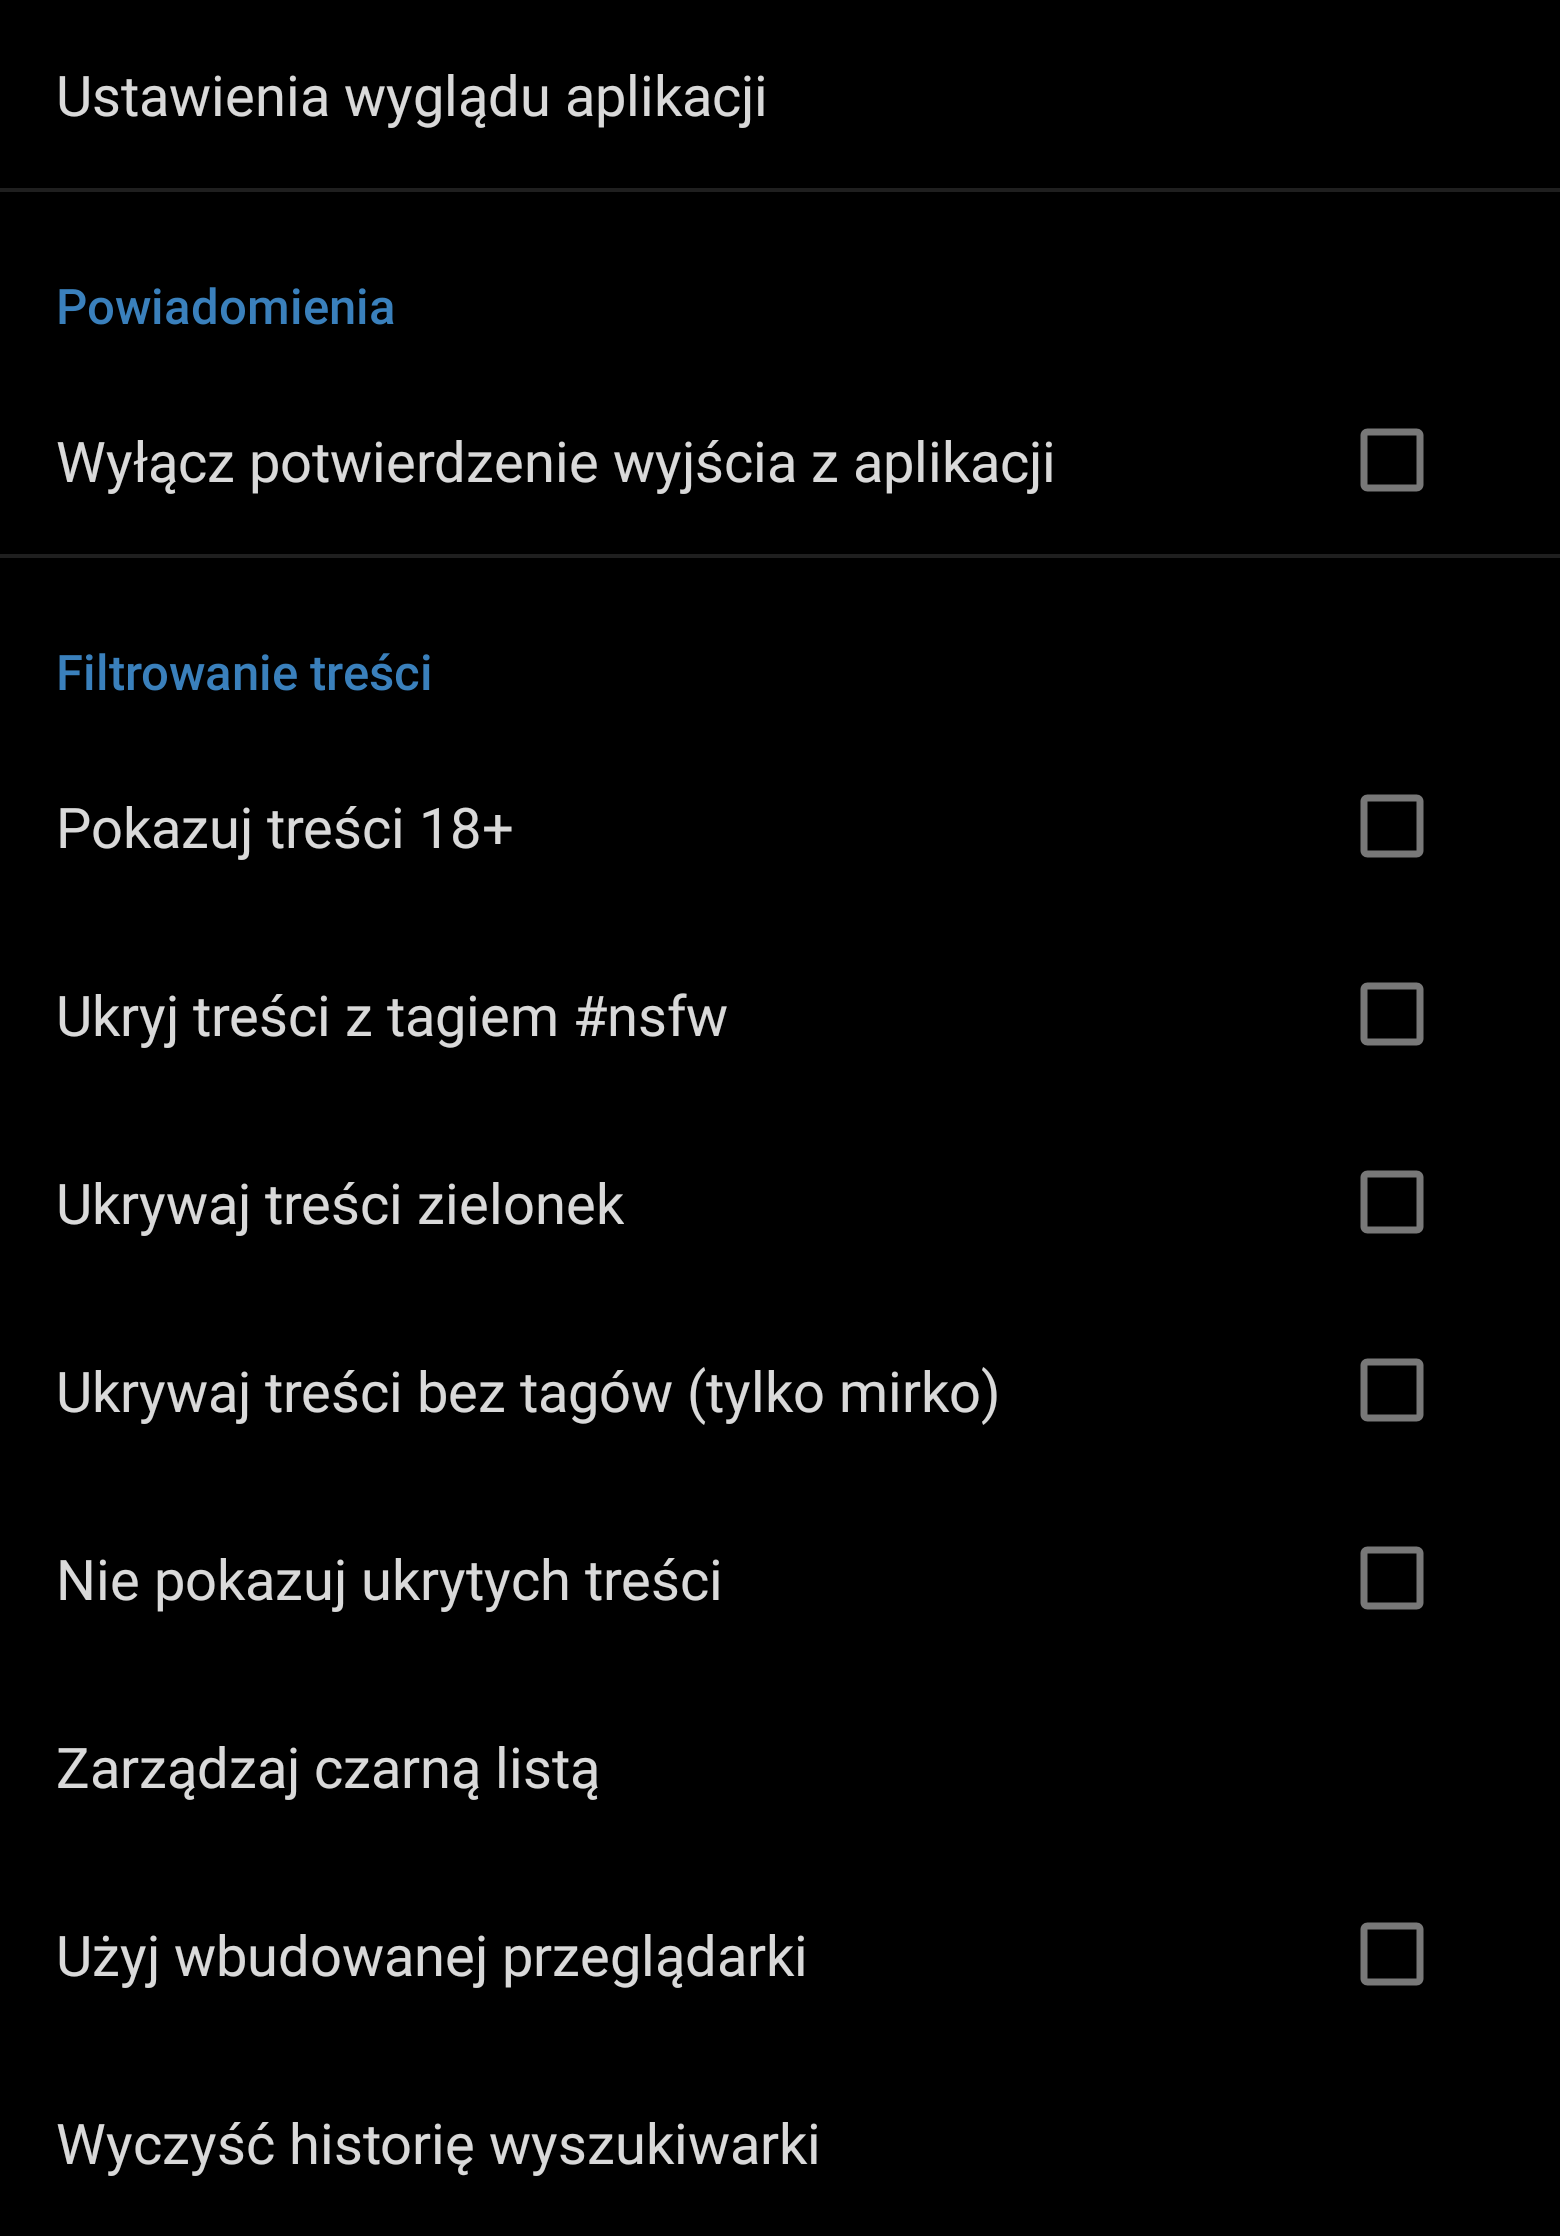 Ustawienia wyglądu aplikacji
Powiadomienia
Wyłącz potwierdzenie wyjścia z aplikacji
Filtrowanie treści
Pokazuj treści 18+
Ukryj treści z tagiem #nsfw
Ukrywaj treści zielonek
Ukrywaj treści bez tagów (tylko mirko)
Nie pokazuj ukrytych treści
Zarządzaj czarną listą
Użyj wbudowanej przeglądarki
Wyczyść historię wyszukiwarki